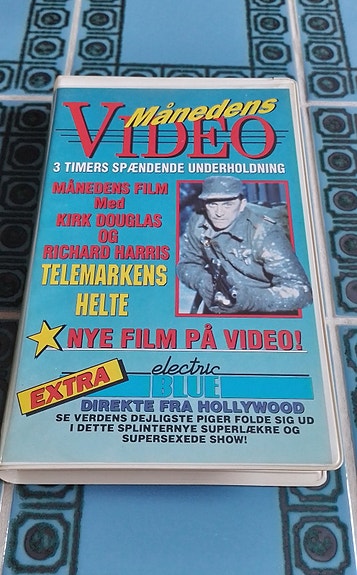 Månedens
VIDEO
3 TIMERS SPÆNDENDE UNDERHOLDNING
MÅNEDENS FILM
Med
KIRK DOUGLAS
OG
RICHARD HARRIS
TELEMARKENS
HELTE
NYE FILM PÅ VIDEO!
EXTRA
electric
BLUE
DIREKTE FRA HOLLYWOOD
SE VERDENS DEJLIGSTE PIGER FOLDE SIG UD
I DETTE SPLINTERNYE SUPERLÆKRE OG
SUPERSEXEDE SHOW!